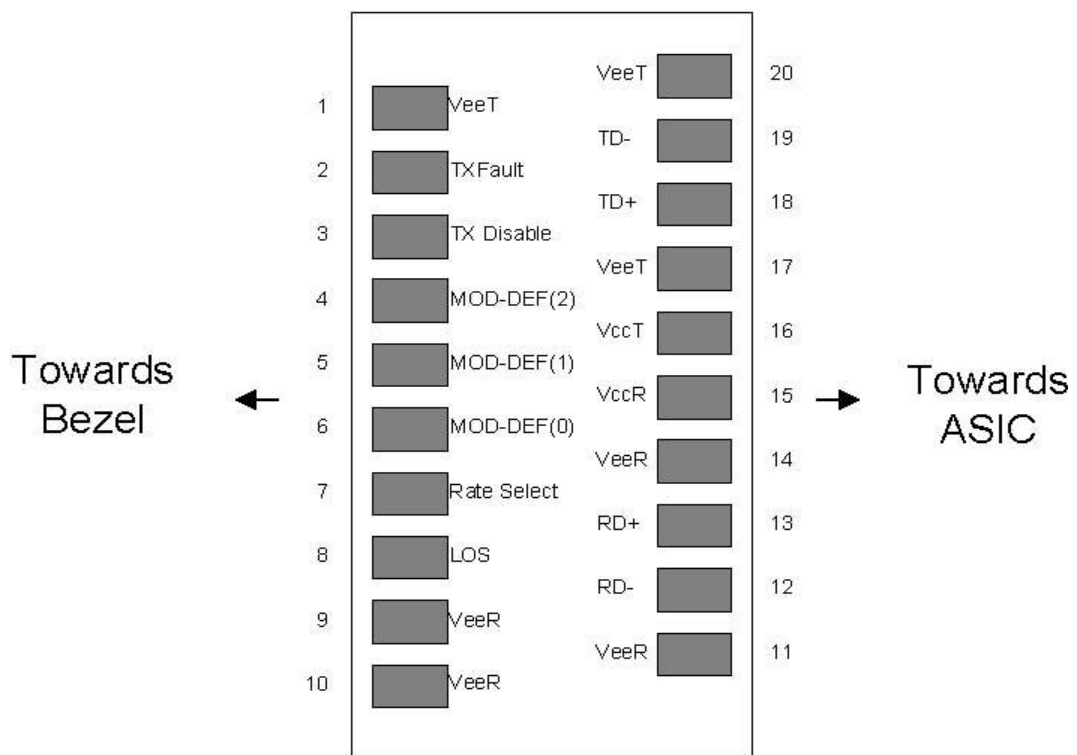 VeeT 20
1 VeeT
TD- 19
2 TXFault
TD+ 18
3 TX Disable
VeeT 17
4 MOD-DEF(2)
VccT 16
5 MOD-DEF(1)
VccR 15
6 MOD-DEF(0)
VeeR 14
7 Rate Select
RD+ 13
8 LOS
RD- 12
9 VeeR
VeeR 11
10 VeeR
Towards
Bezel
Towards
ASIC